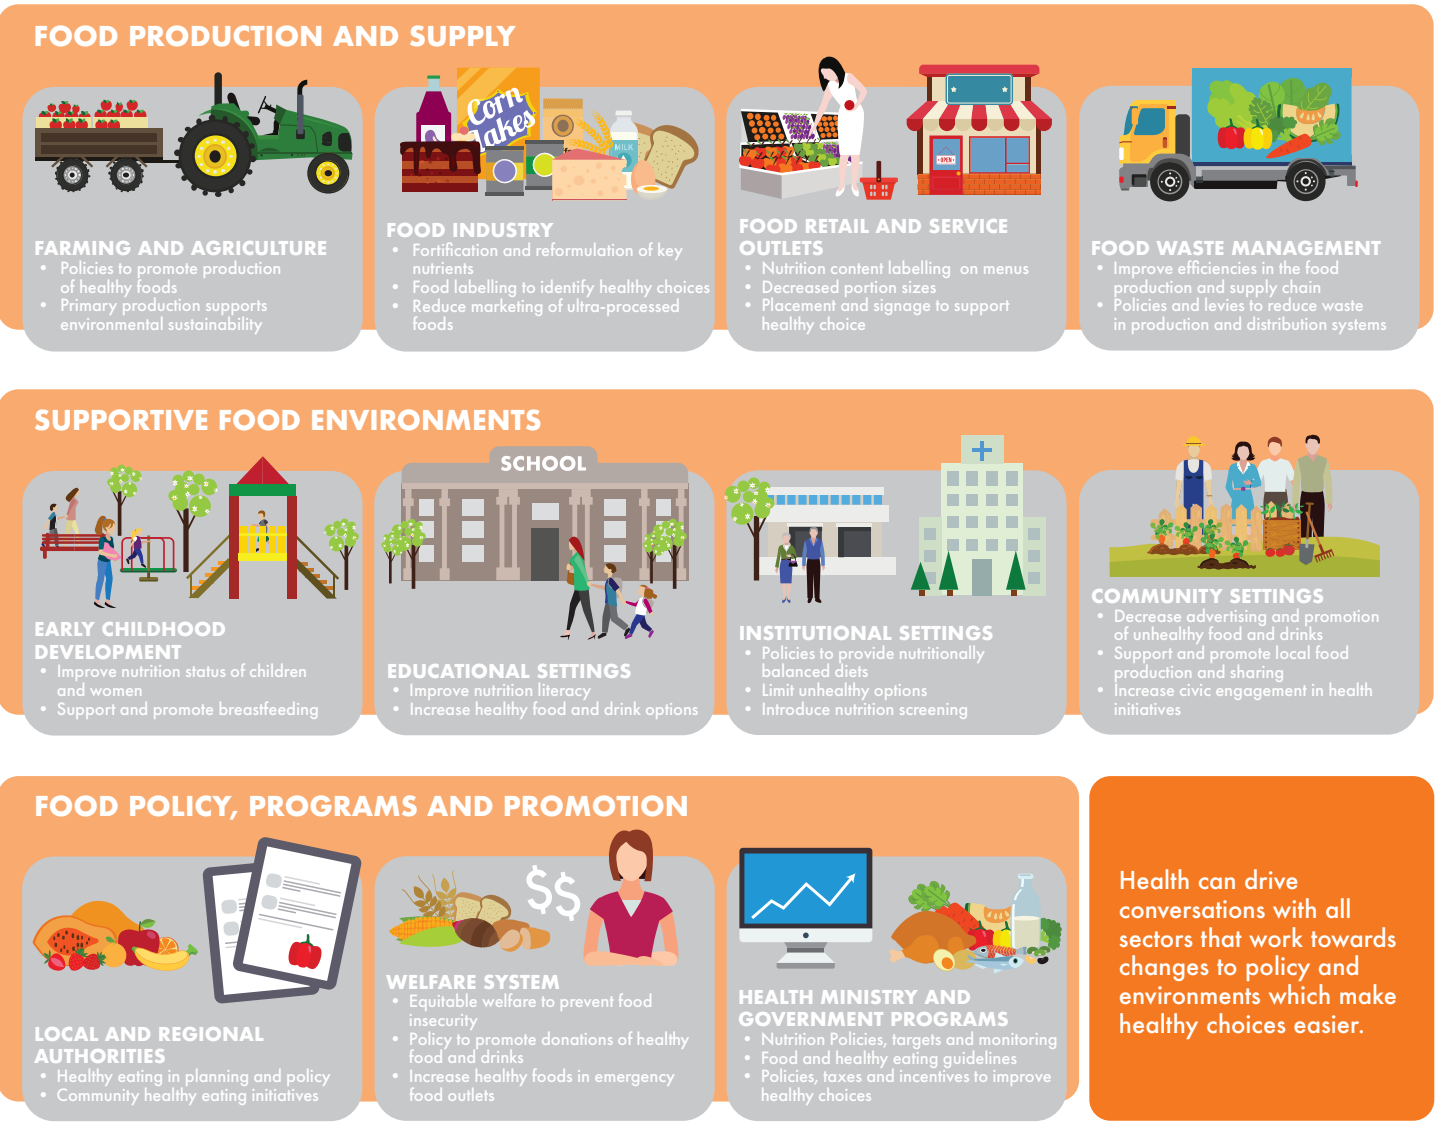 FOOD PRODUCTION AND SUPPLY
Corn
Flakes
MILK
OPEN
FARMING AND AGRICULTURE
• Policies to promote production
of healthy foods
• Primary production supports
environmental sustainability
FOOD INDUSTRY
• Fortification and reformulation of key
nutrients
• Food labelling to identify healthy choices
• Reduce marketing of ultra-processed
foods
FOOD RETAIL AND SERVICE
OUTLETS
• Nutrition content labelling on menus
• Decreased portion sizes
• Placement and signage to support
healthy choice
FOOD WASTE MANAGEMENT
• Improve efficiencies in the food
production and supply chain
• Policies and levies to reduce waste
in production and distribution systems
SUPPORTIVE FOOD ENVIRONMENTS
SCHOOL
EARLY CHILDHOOD
DEVELOPMENT
• Improve nutrition status of children
and women
• Support and promote breastfeeding
EDUCATIONAL SETTINGS
• Improve nutrition literacy
• Increase healthy food and drink options
INSTITUTIONAL SETTINGS
• Policies to provide nutritionally
balanced diets
• Limit unhealthy options
• Introduce nutrition screening
COMMUNITY SETTINGS
• Decrease advertising and promotion
of unhealthy food and drinks
• Support and promote local food
production and sharing
• Increase civic engagement in health
initiatives
FOOD POLICY, PROGRAMS AND PROMOTION
$$
LOCAL AND REGIONAL
AUTHORITIES
• Healthy eating in planning and policy
• Community healthy eating initiatives
WELFARE SYSTEM
• Equitable welfare to prevent food
insecurity
• Policy to promote donations of healthy
food and drinks
• Increase healthy foods in emergency
food outlets
HEALTH MINISTRY AND
GOVERNMENT PROGRAMS
• Nutrition Policies, targets and monitoring
• Food and healthy eating guidelines
• Policies, taxes and incentives to improve
healthy choices
Health can drive
conversations with all
sectors that work towards
changes to policy and
environments which make
healthy choices easier.